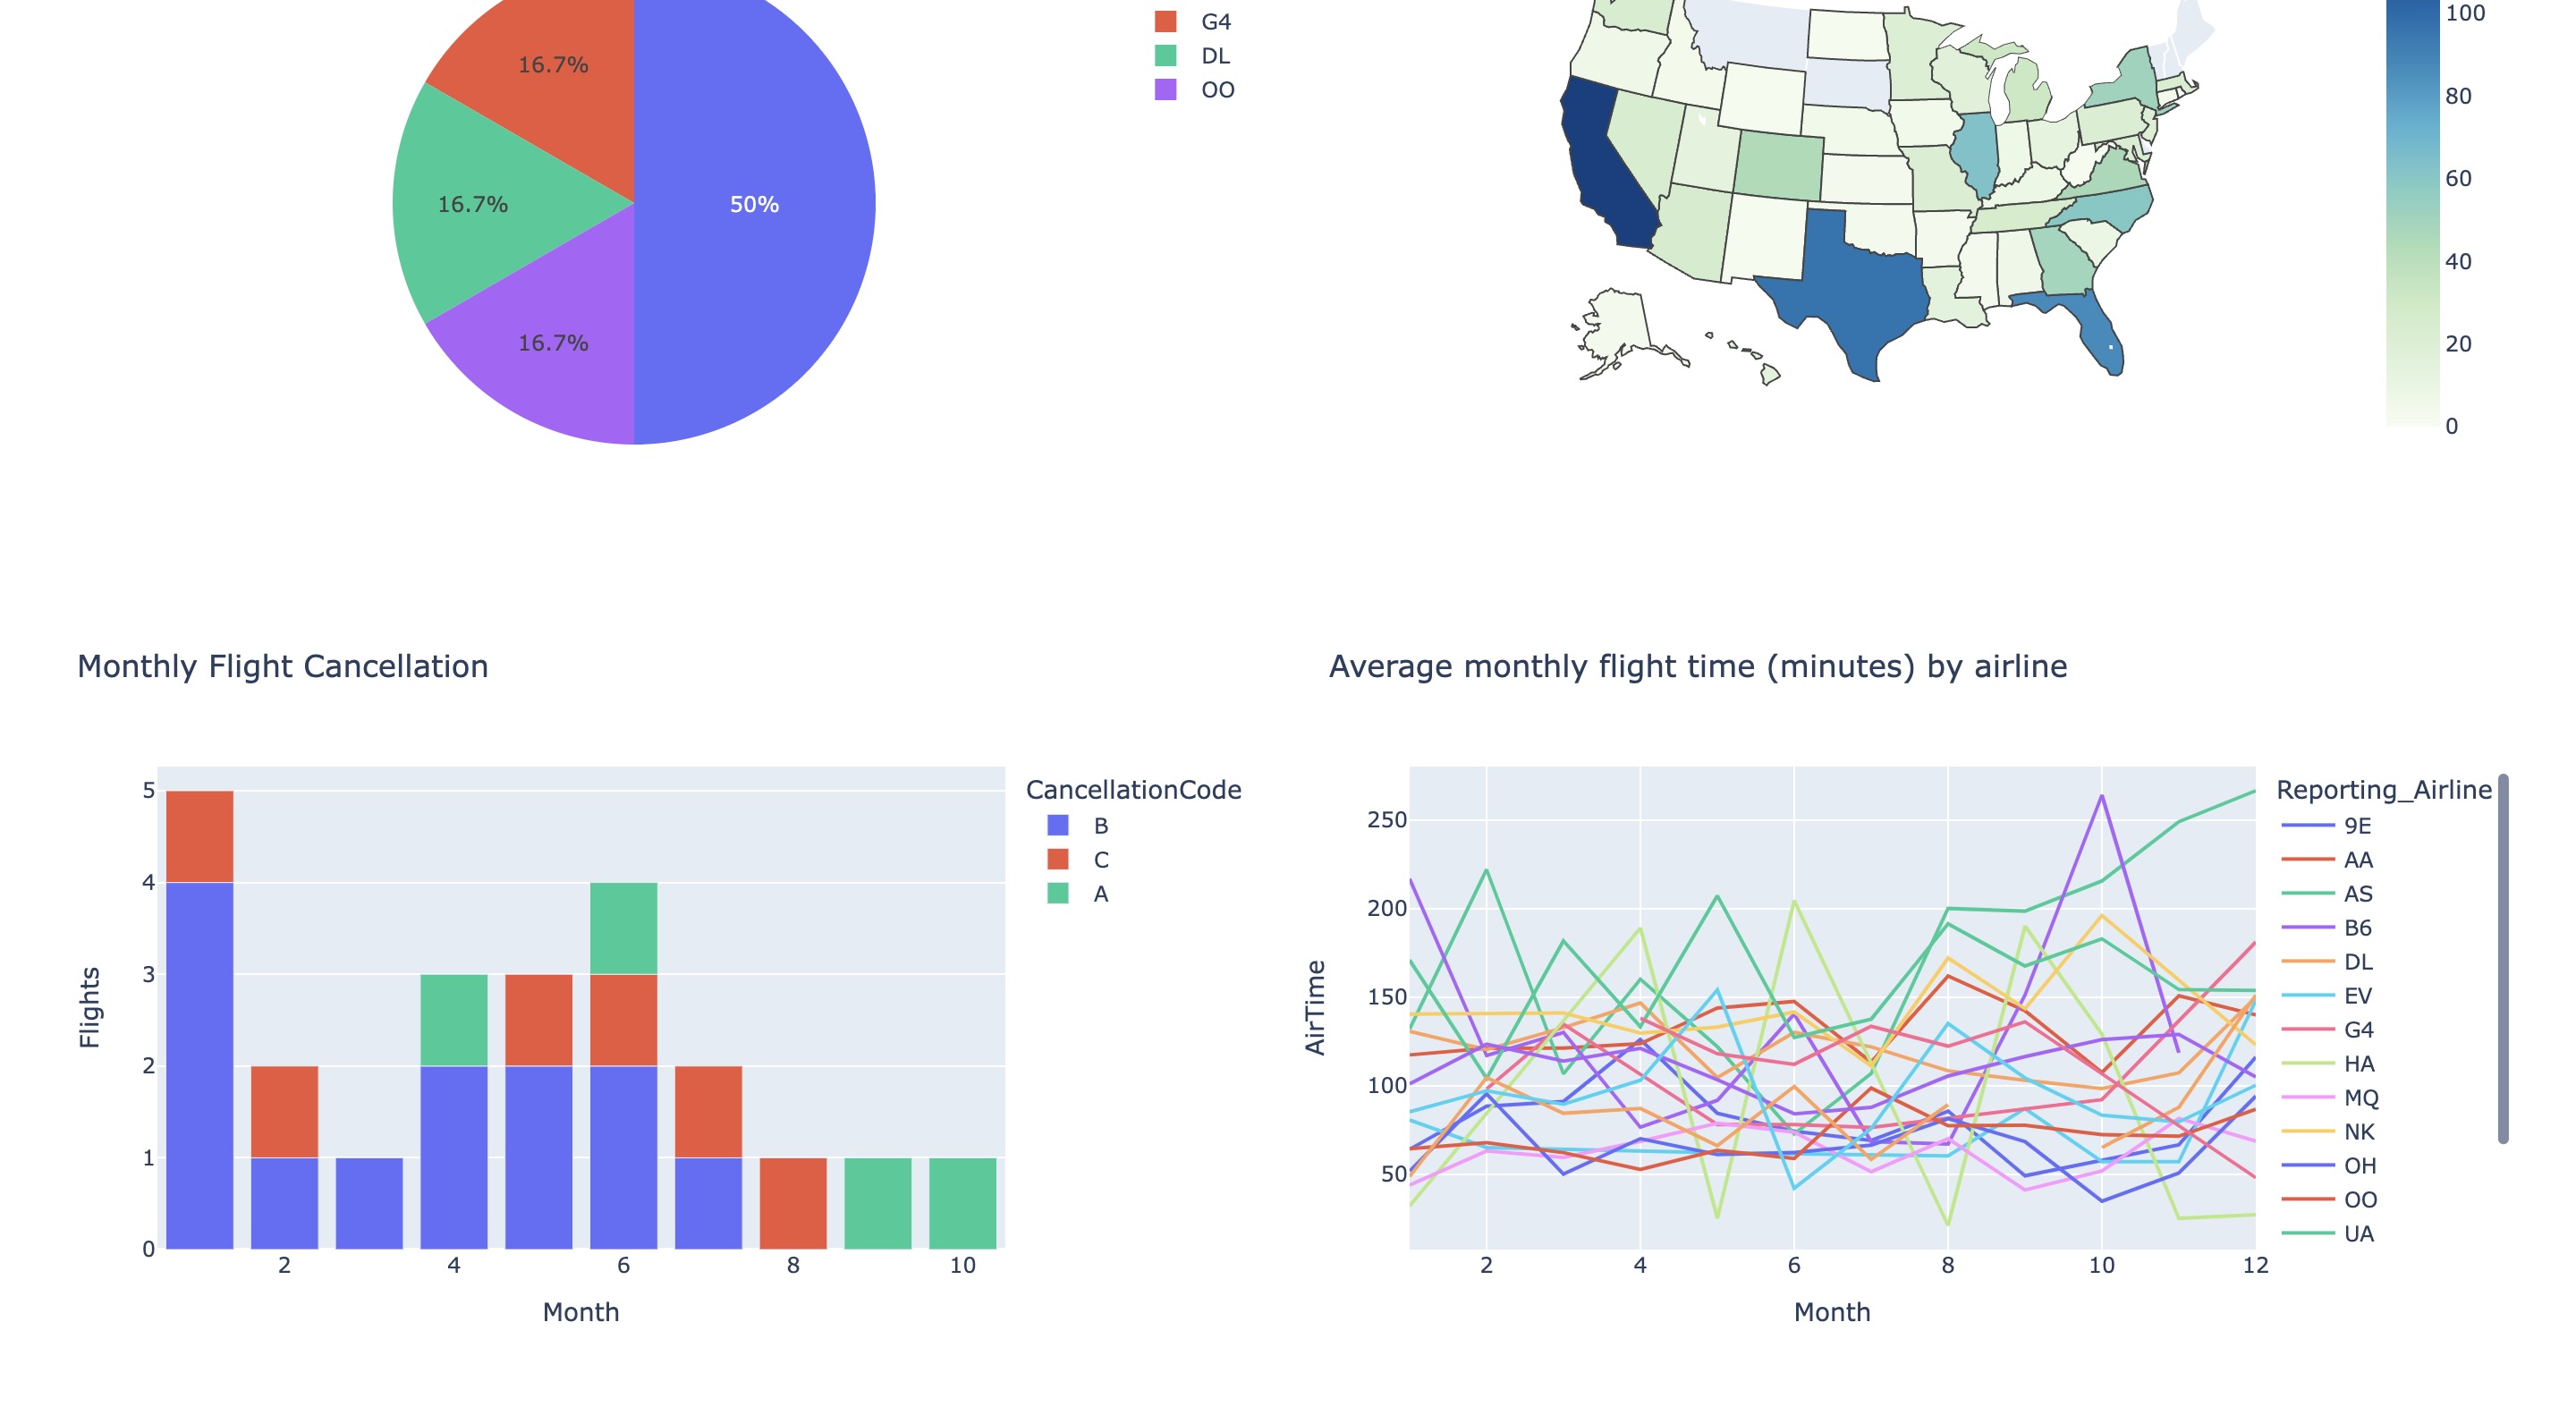 G4
DL
OO
16.7%
16.7%
50%
16.7%
100
80
60
40
20
0
Monthly Flight Cancellation
5
4
3
2
1
0
Flights
2
4
6
8
10
Month
CancellationCode
B
C
A
Average monthly flight time (minutes) by airline
250
200
150
100
50
AirTime
2
4
6
8
10
12
Month
Reporting_Airline
9E
AA
AS
B6
DL
EV
G4
HA
MQ
NK
OH
OO
UA